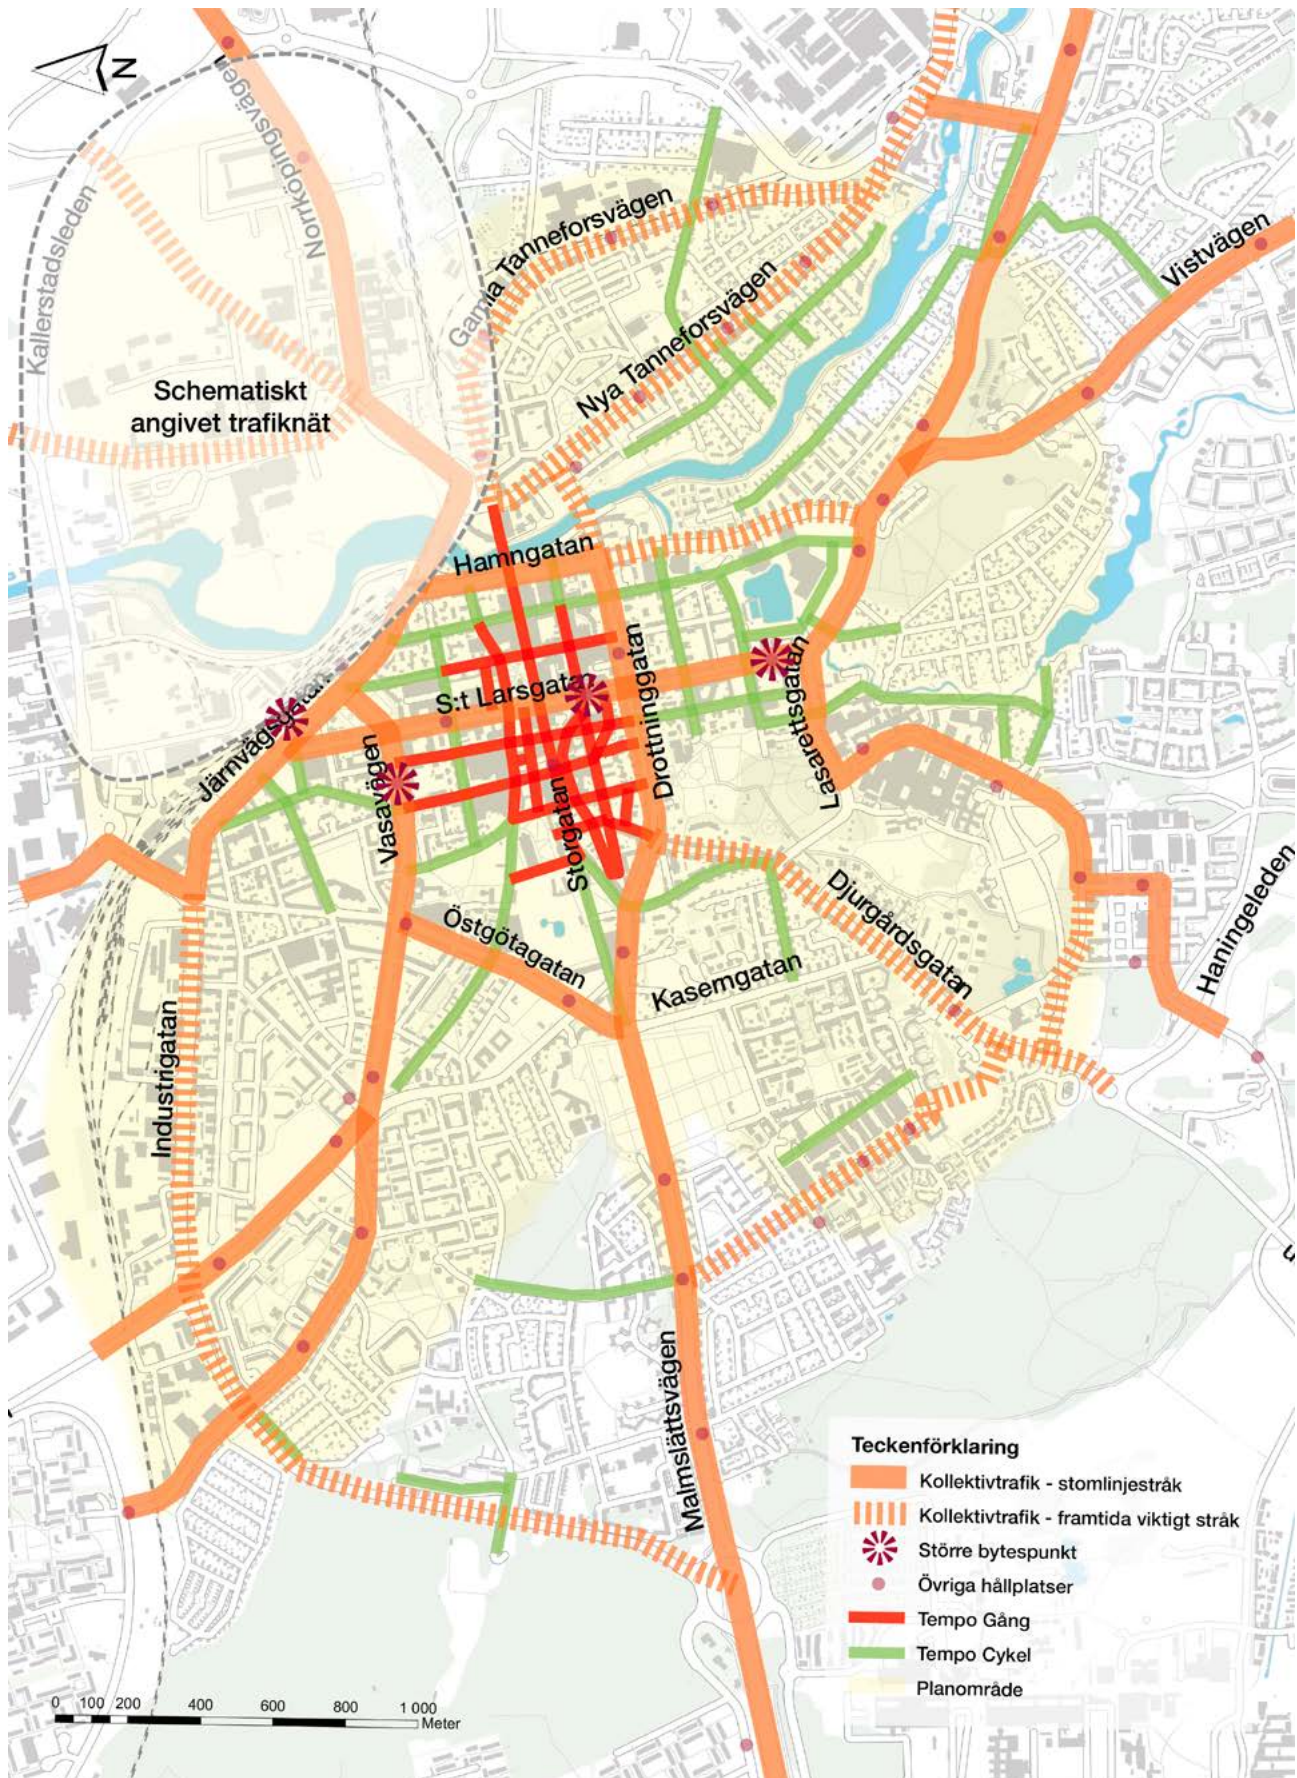 N
Norrköpingsvägen
Kallerstadsleden
Gamla Tanneforsvägen
Vistvägen
Nya Tanneforsvägen
Schematiskt
angivet trafiknät
Hamngatan
S:t Larsgatan
Drottninggatan
Lasarettsgatan
Järnvägsgatan
Vasavägen
Storgatan
Djurgårdsgatan
Haningeleden
Östgötagatan
Kaserngatan
Industrigatan
Malmslättsvägen
Teckenförklaring
Kollektivtrafik - stomlinjestråk
Kollektivtrafik - framtida viktigt stråk
Större bytespunkt
Övriga hållplatser
Tempo Gång
Tempo Cykel
Planområde
0 100 200 400 600 800 1 000
Meter